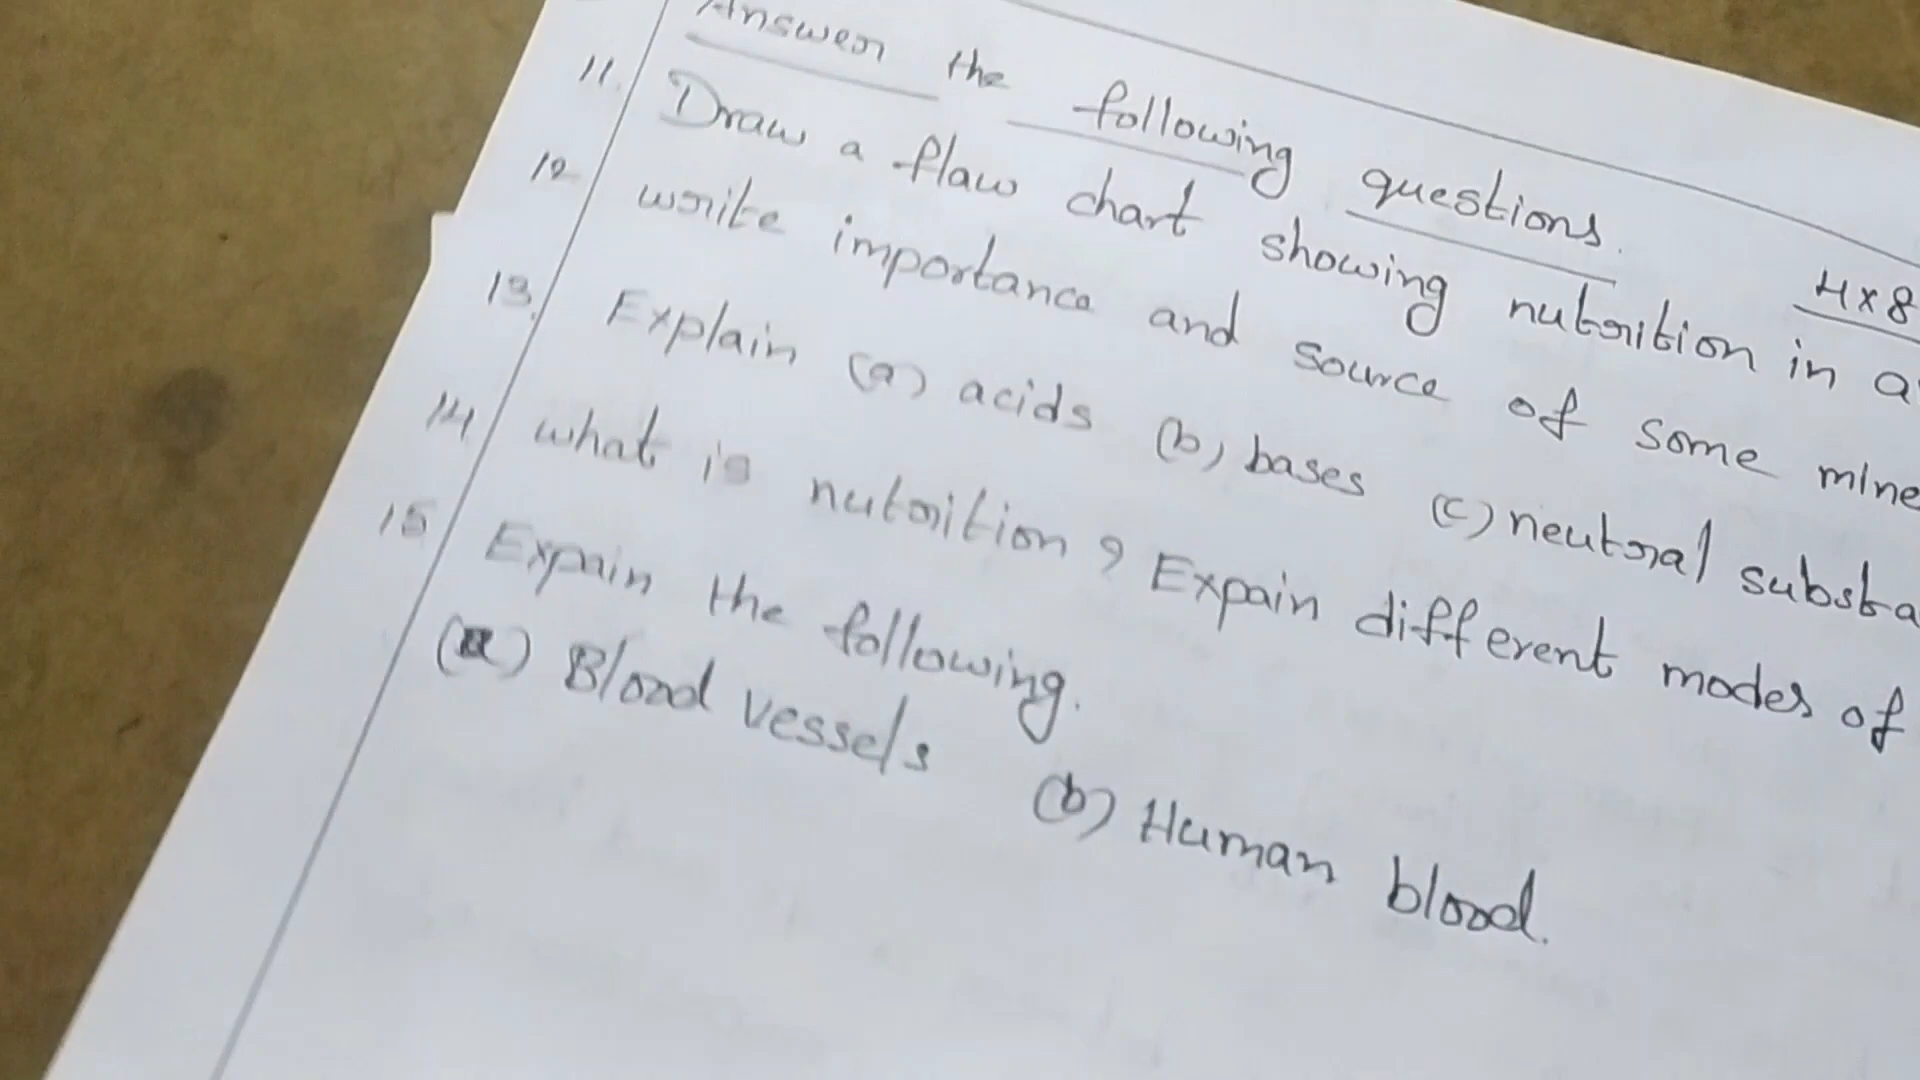 Answer the following questions. 4x8
11. Draw a flaw chart showing nutrition in a
12 write importance and source of some mine
13. Explain (a) acids (b) bases (c) neutral substa
14 what is nutrition? Expain different modes of
15 Expain the following.
(a) Blood vessels (b) Human blood.